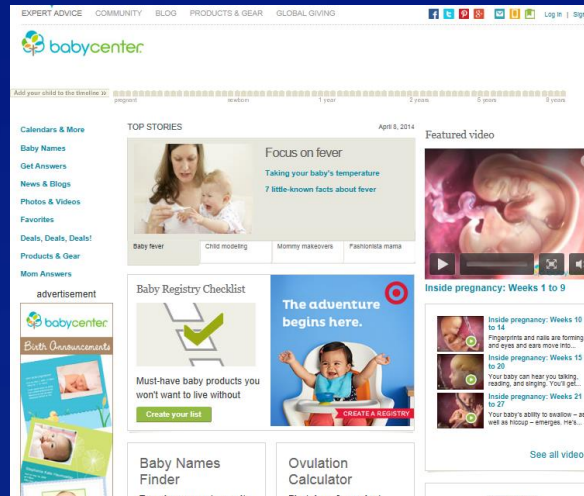 EXPERT ADVICE COMMUNITY BLOG PRODUCTS & GEAR GLOBAL GIVING
Log in | Sign
babycenter
Add your child to the timeline »
pregnant newborn 1 year 2 years 5 years 8 years
Calendars & More
Baby Names
Get Answers
News & Blogs
Photos & Videos
Favorites
Deals, Deals, Deals!
Products & Gear
Mom Answers
advertisement
babycenter
Birth Announcements
TOP STORIES
April 8, 2014
Focus on fever
Taking your baby's temperature
7 little-known facts about fever
Baby fever
Child modeling
Mommy makeovers
Fashionista mama
Baby Registry Checklist
Must-have baby products you
won't want to live without
Create your list
The adventure
begins here.
CREATE A REGISTRY
Baby Names
Finder
Ovulation
Calculator
Featured video
Inside pregnancy: Weeks 1 to 9
Inside pregnancy: Weeks 10
to 14
Fingerprints and nails are forming
and eyes and ears move into...
Inside pregnancy: Weeks 15
to 20
Your baby can hear you talking,
reading, and singing. You'll get...
Inside pregnancy: Weeks 21
to 27
Your baby's ability to swallow – as
well as hiccup – emerges. He's...
See all video